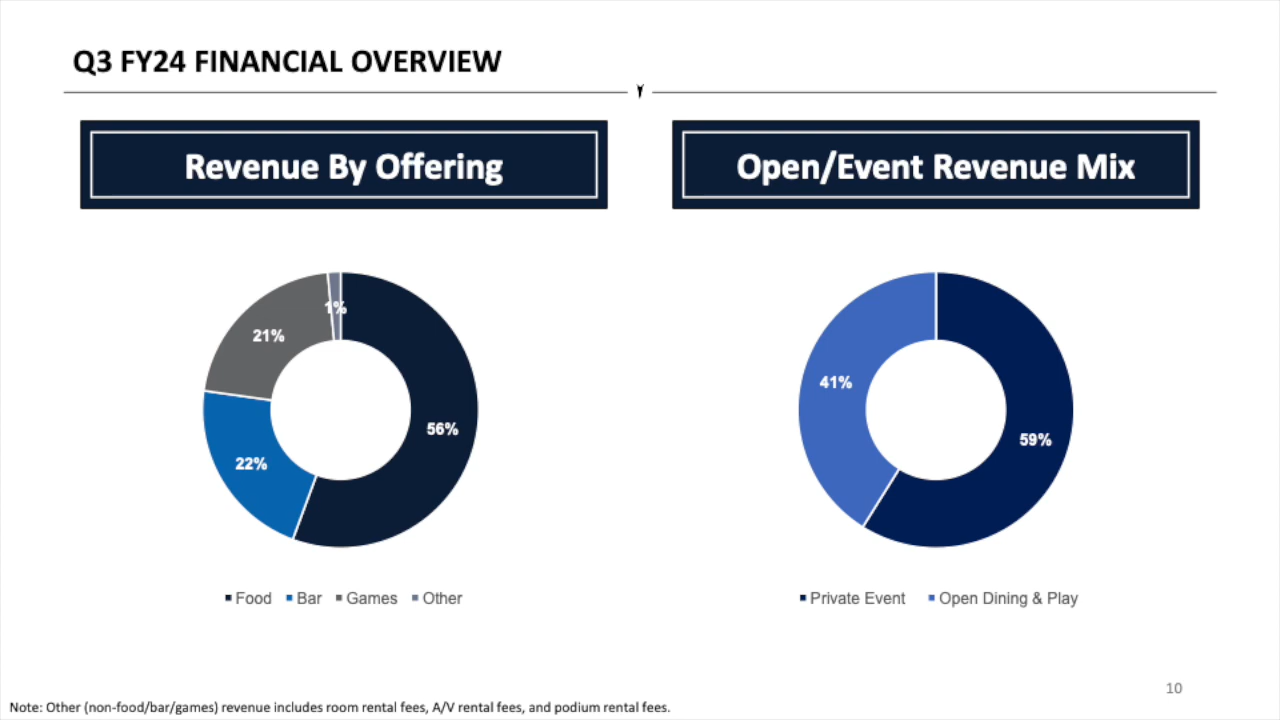 Q3 FY24 FINANCIAL OVERVIEW
Revenue By Offering
Open/Event Revenue Mix
1%
21%
56%
22%
41%
59%
Food Bar Games Other
Private Event Open Dining & Play
10
Note: Other (non-food/bar/games) revenue includes room rental fees, A/V rental fees, and podium rental fees.